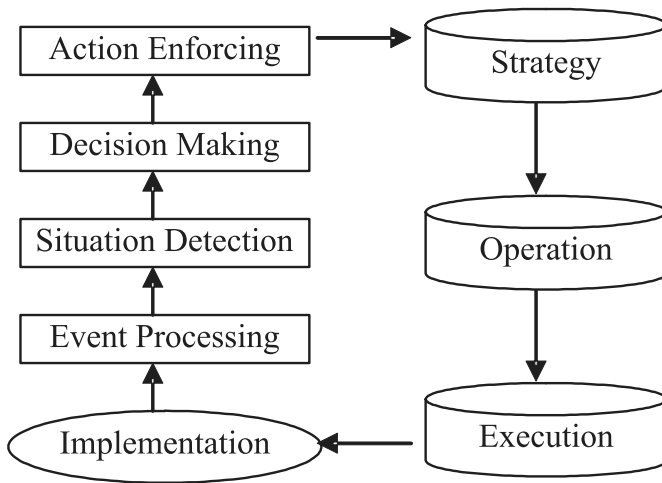 Action Enforcing
Strategy
Decision Making
Situation Detection
Operation
Event Processing
Implementation
Execution